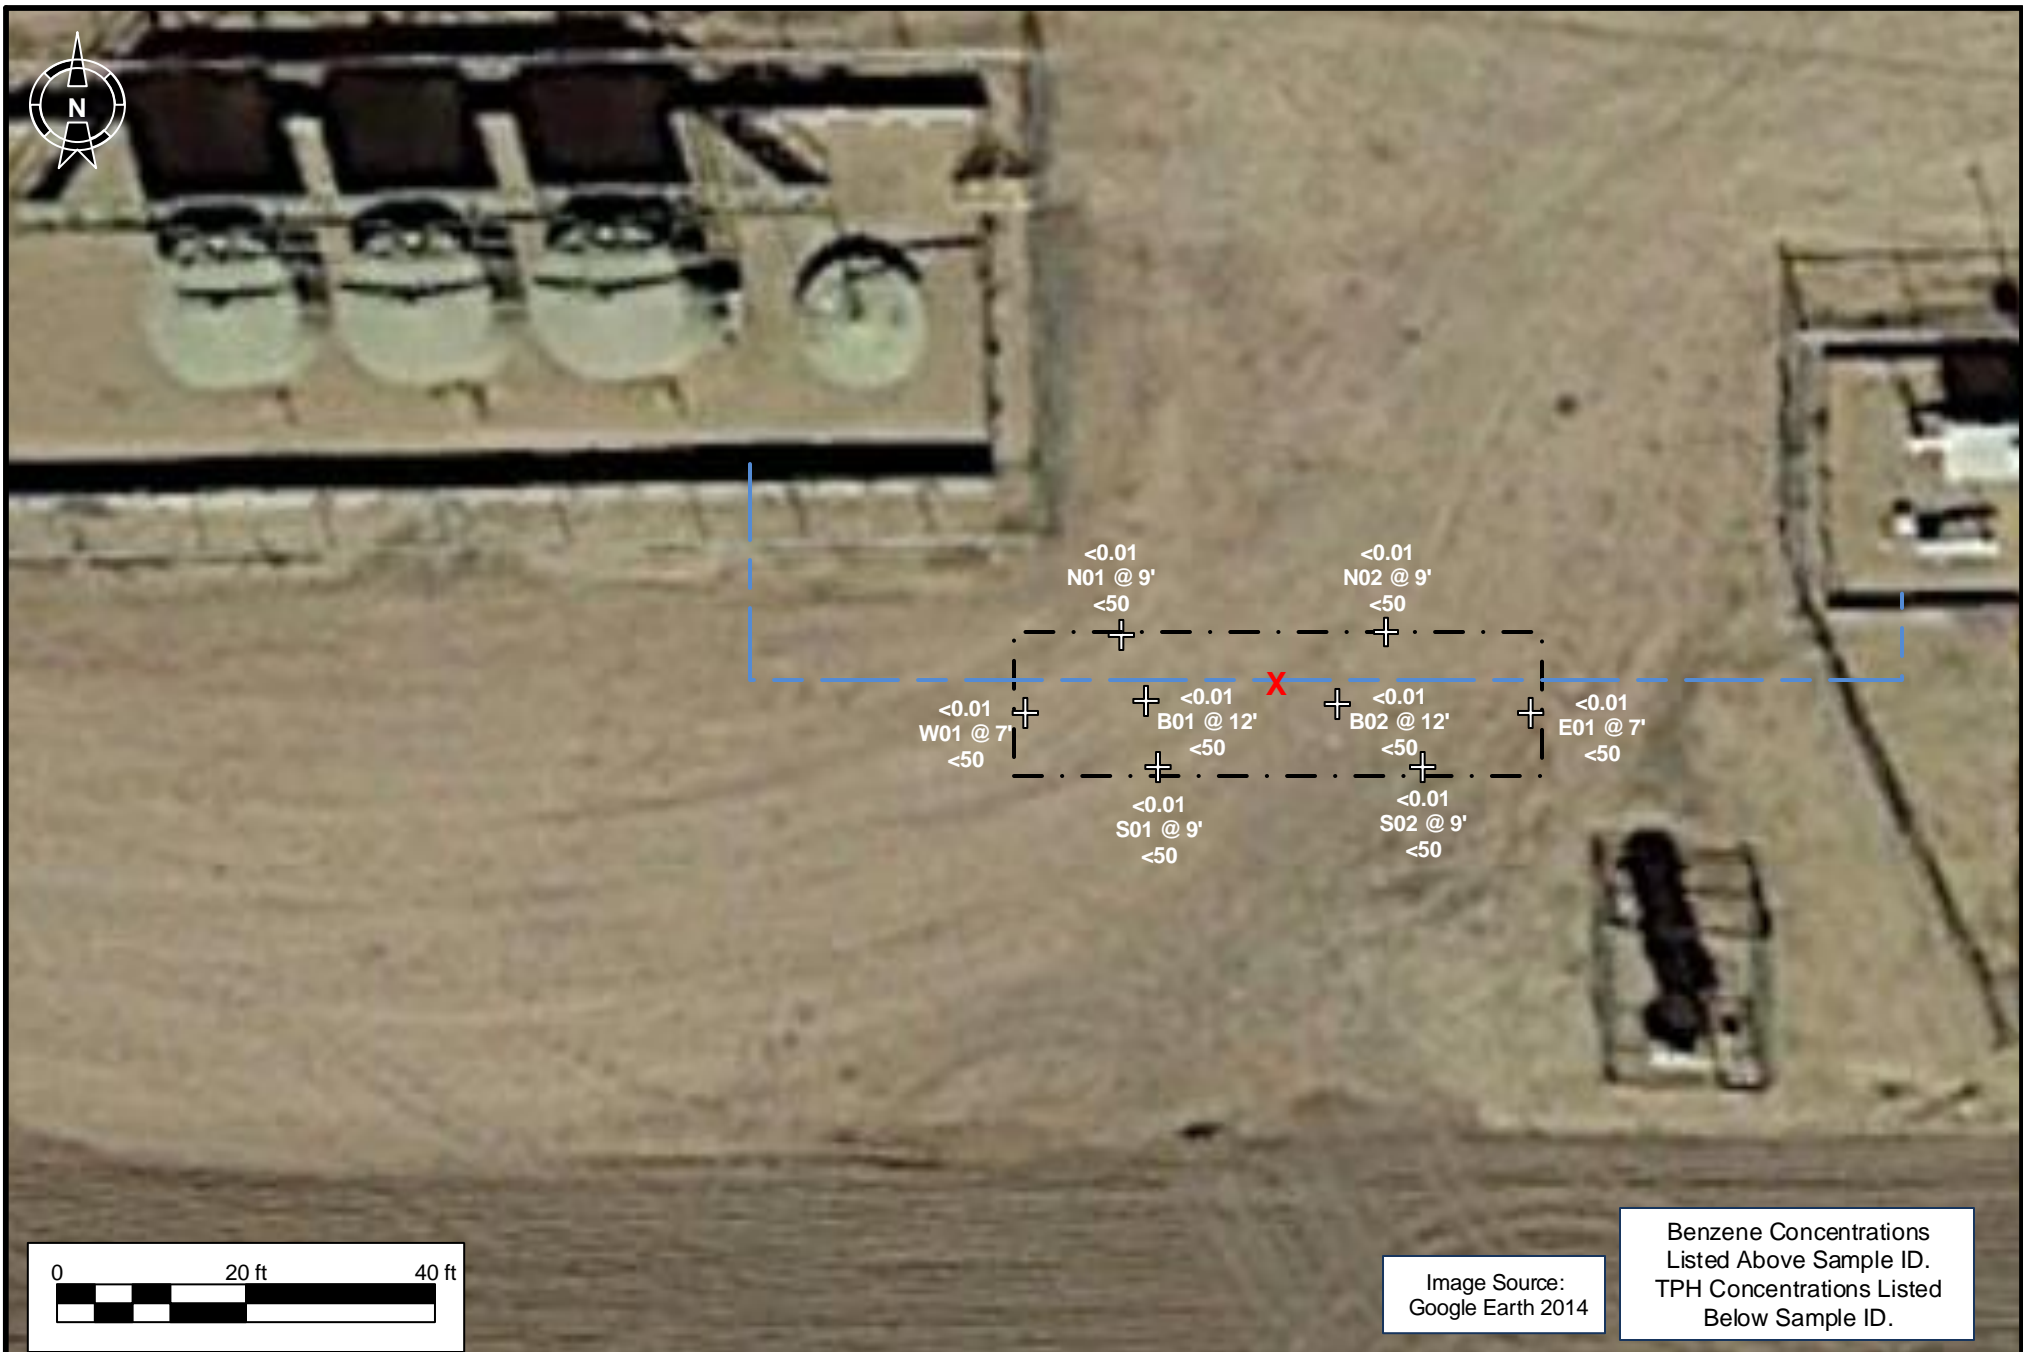 N
<0.01
N01 @ 9'
<50
<0.01
N02 @ 9'
<50
<0.01
W01 @ 7'
<50
<0.01
B01 @ 12'
<50
X
<0.01
B02 @ 12'
<50
<0.01
E01 @ 7'
<50
<0.01
S01 @ 9'
<50
<0.01
S02 @ 9'
<50
0 20 ft 40 ft
Image Source:
Google Earth 2014
Benzene Concentrations
Listed Above Sample ID.
TPH Concentrations Listed
Below Sample ID.